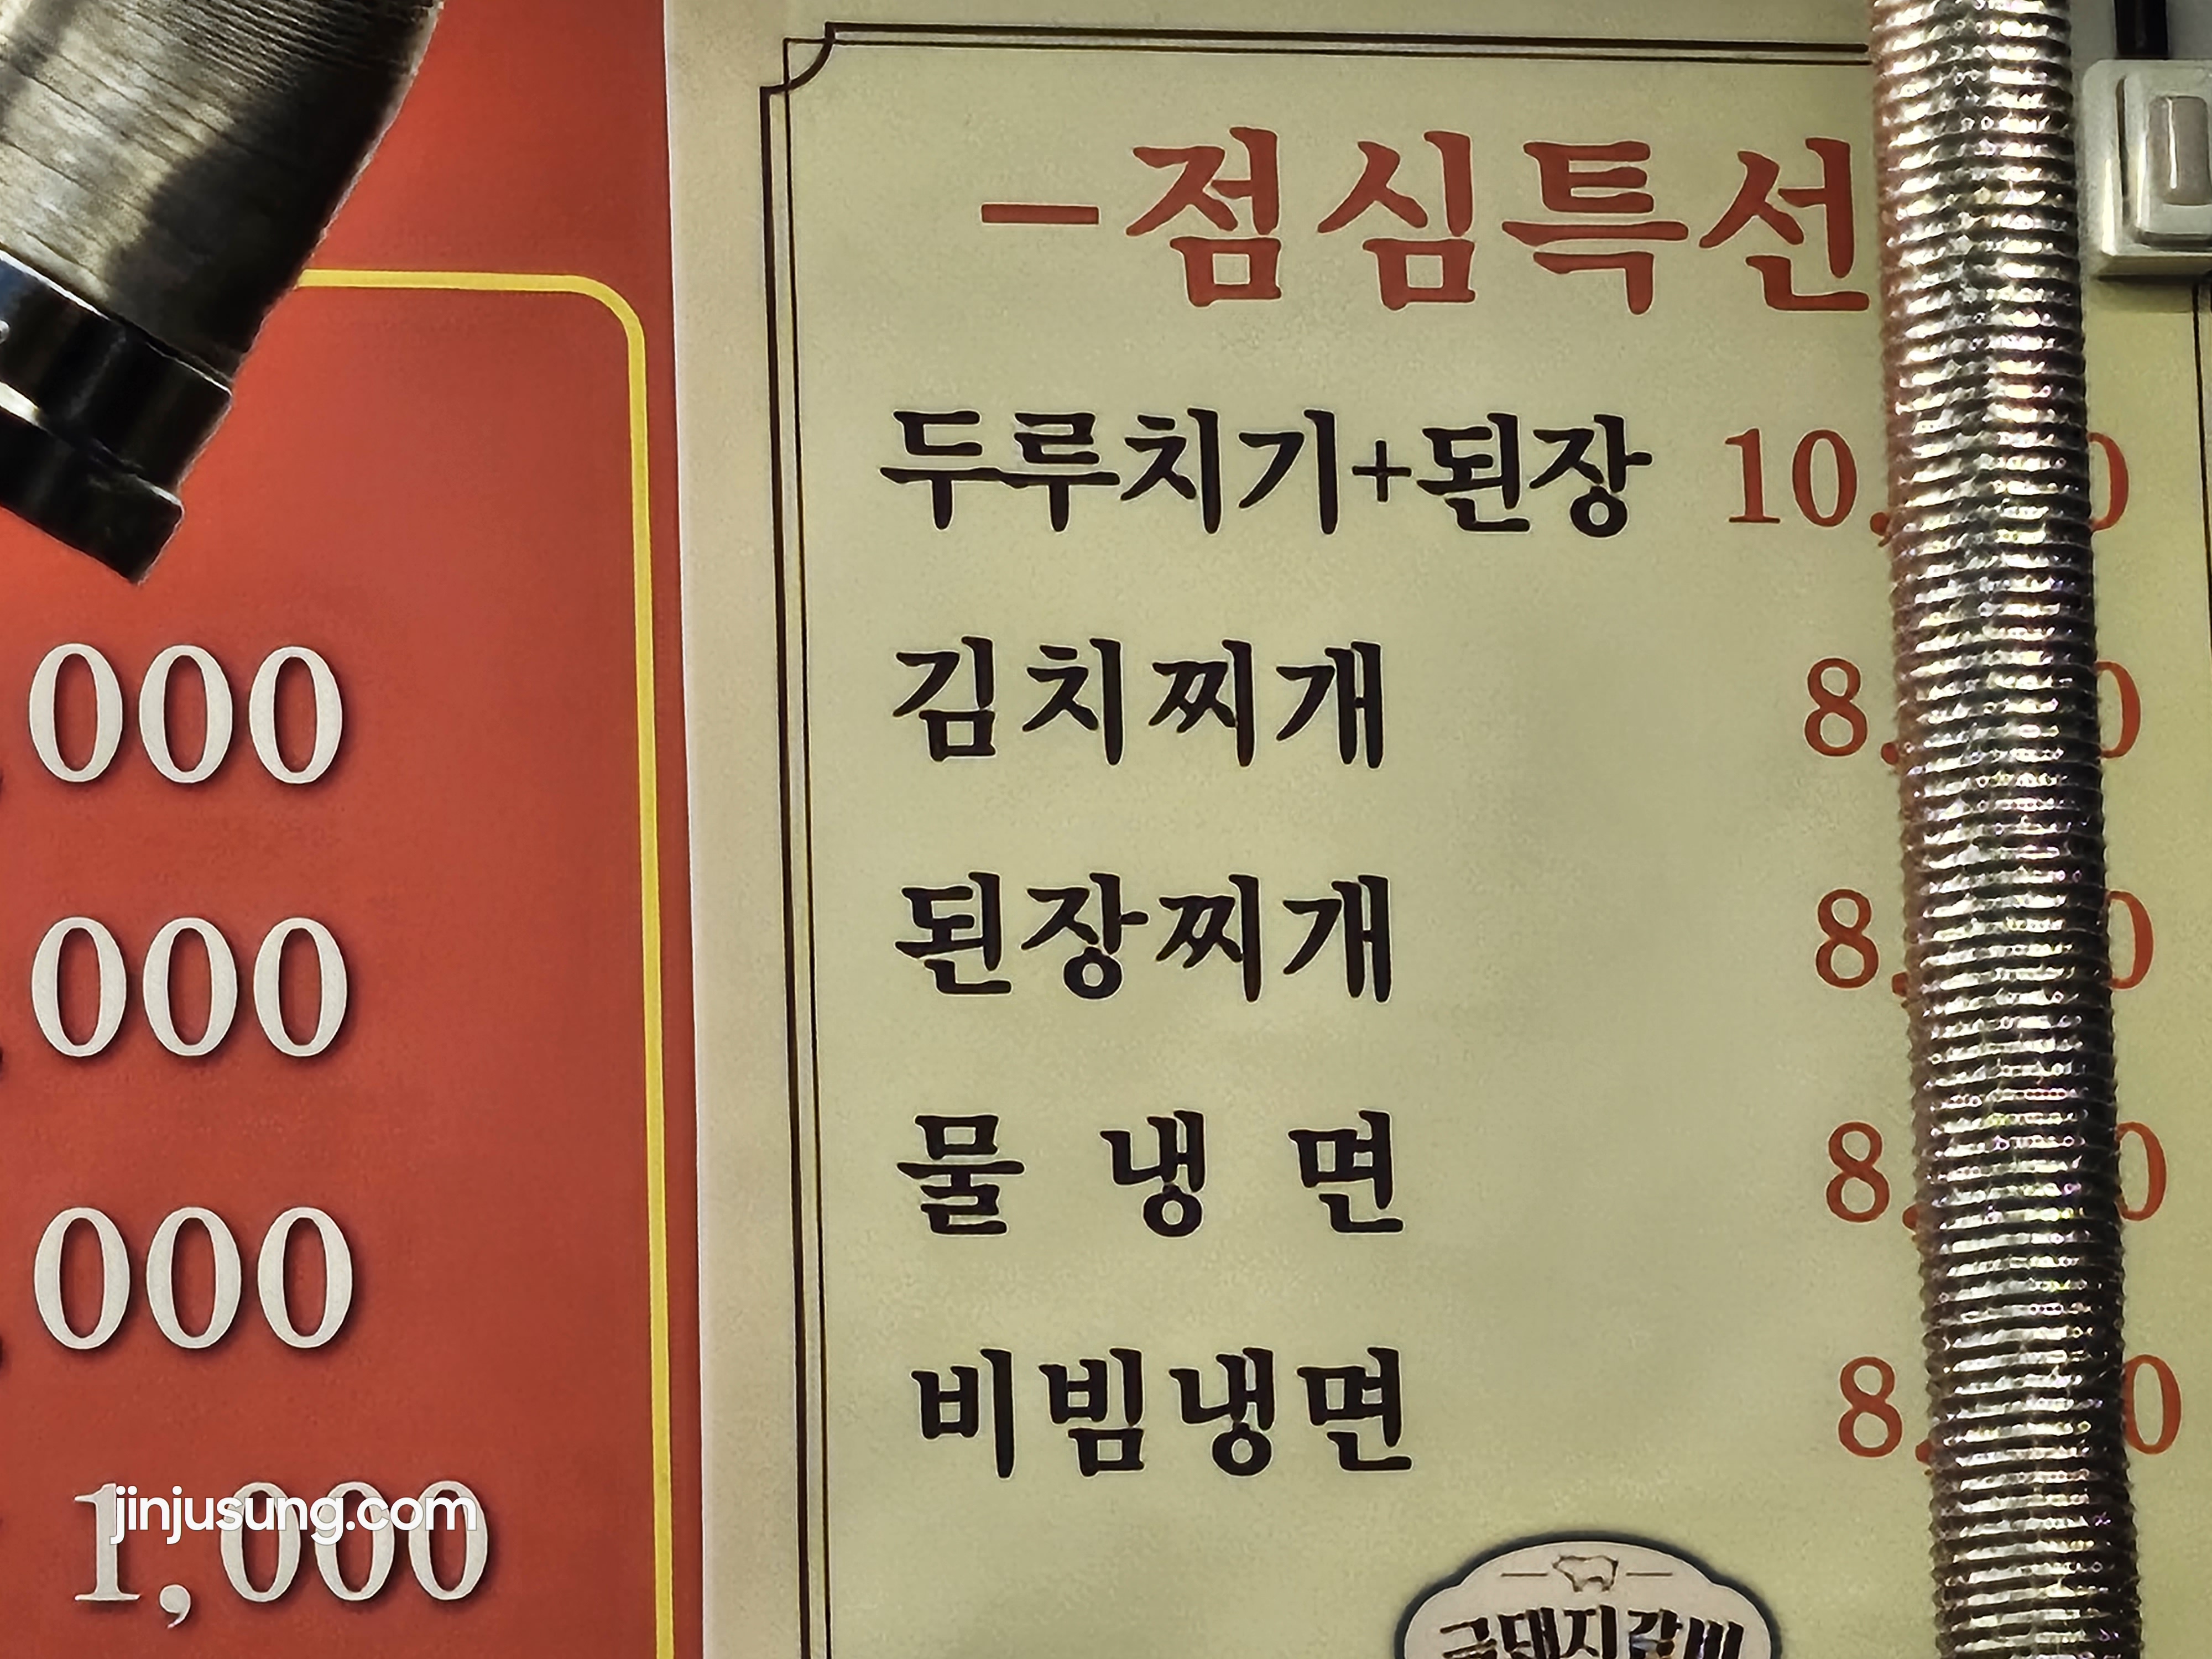 000
000
000
1,000
jinjusung.com
-점심특선
두루치기+된장 10,
김치찌개 8,
된장찌개 8,
물 냉 면 8,
비빔냉면 8,